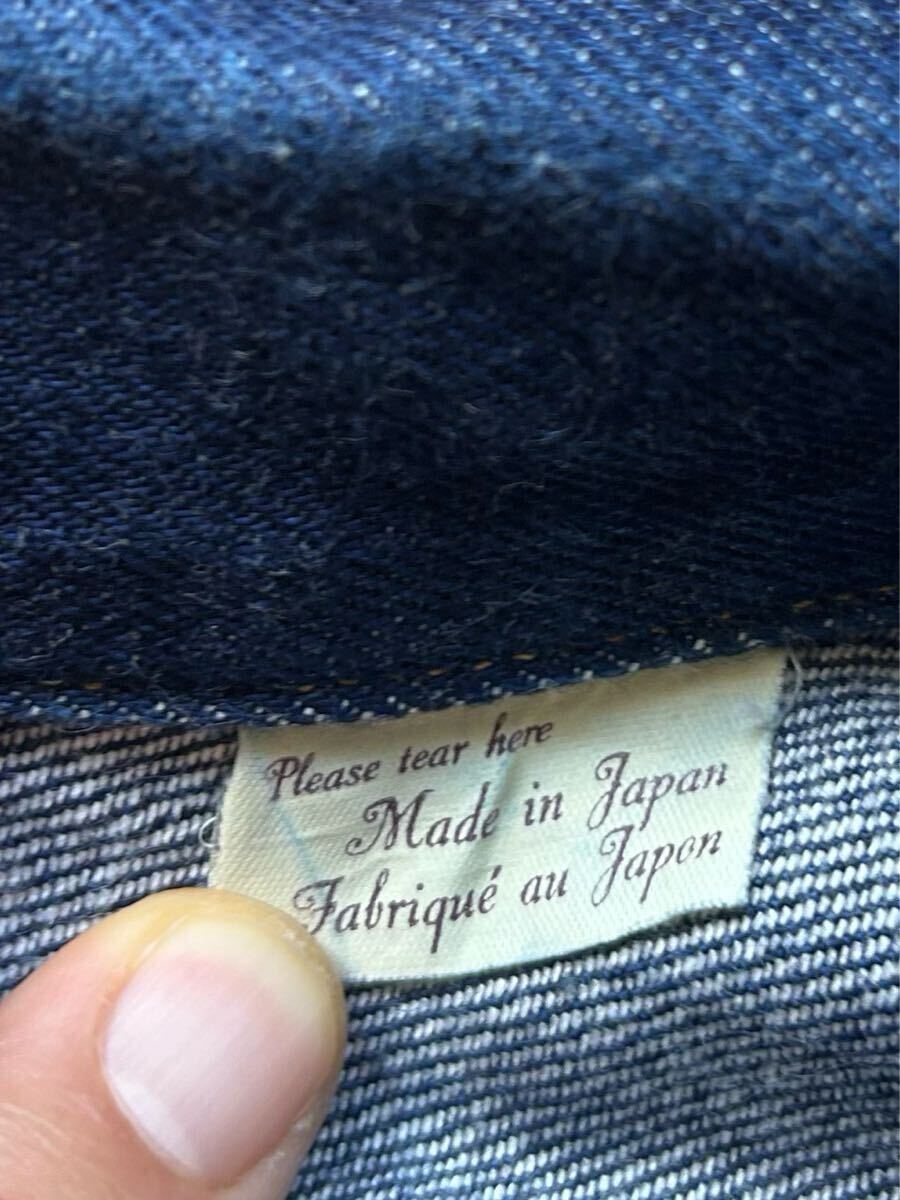 Please tear here
Made in Japan
Fabriqué au Japon